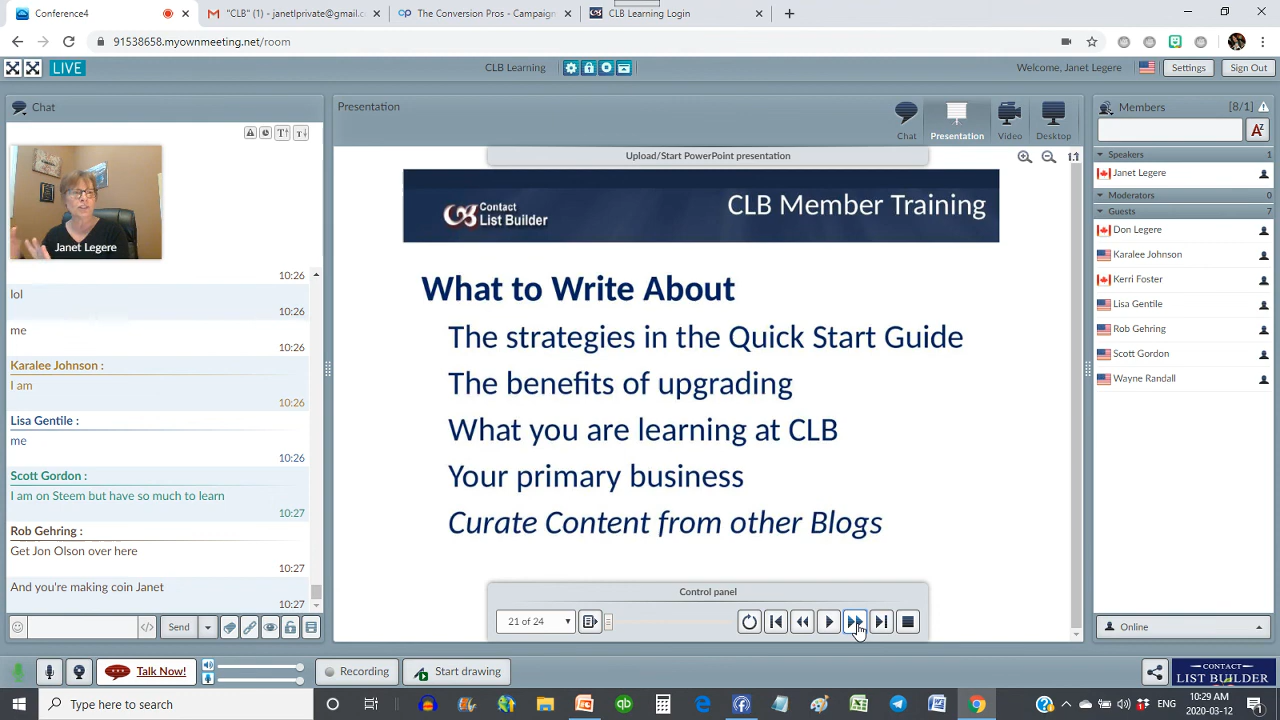 Conference4
"CLB" (1) - janetlprivate@gmail.c
The Conversion Pros - Campaign
CLB Learning Login
91538658.myownmeeting.net/room
LIVE
CLB Learning
Welcome, Janet Legere
Settings
Sign Out
Chat
Janet Legere
10:26
lol
10:26
me
10:26
Karalee Johnson :
I am
10:26
Lisa Gentile :
me
10:26
Scott Gordon :
I am on Steem but have so much to learn
10:27
Rob Gehring :
Get Jon Olson over here
10:27
And you're making coin Janet
10:27
Send
Presentation
Chat
Presentation
Video
Desktop
Upload/Start PowerPoint presentation
1:1
Contact
List Builder
CLB Member Training
What to Write About
The strategies in the Quick Start Guide
The benefits of upgrading
What you are learning at CLB
Your primary business
Curate Content from other Blogs
Control panel
21 of 24
Members
[8/1]
Speakers
1
Janet Legere
Moderators
0
Guests
7
Don Legere
Karalee Johnson
Kerri Foster
Lisa Gentile
Rob Gehring
Scott Gordon
Wayne Randall
Online
Talk Now!
Recording
Start drawing
CONTACT
LIST BUILDER
Type here to search
ENG
10:29 AM
2020-03-12